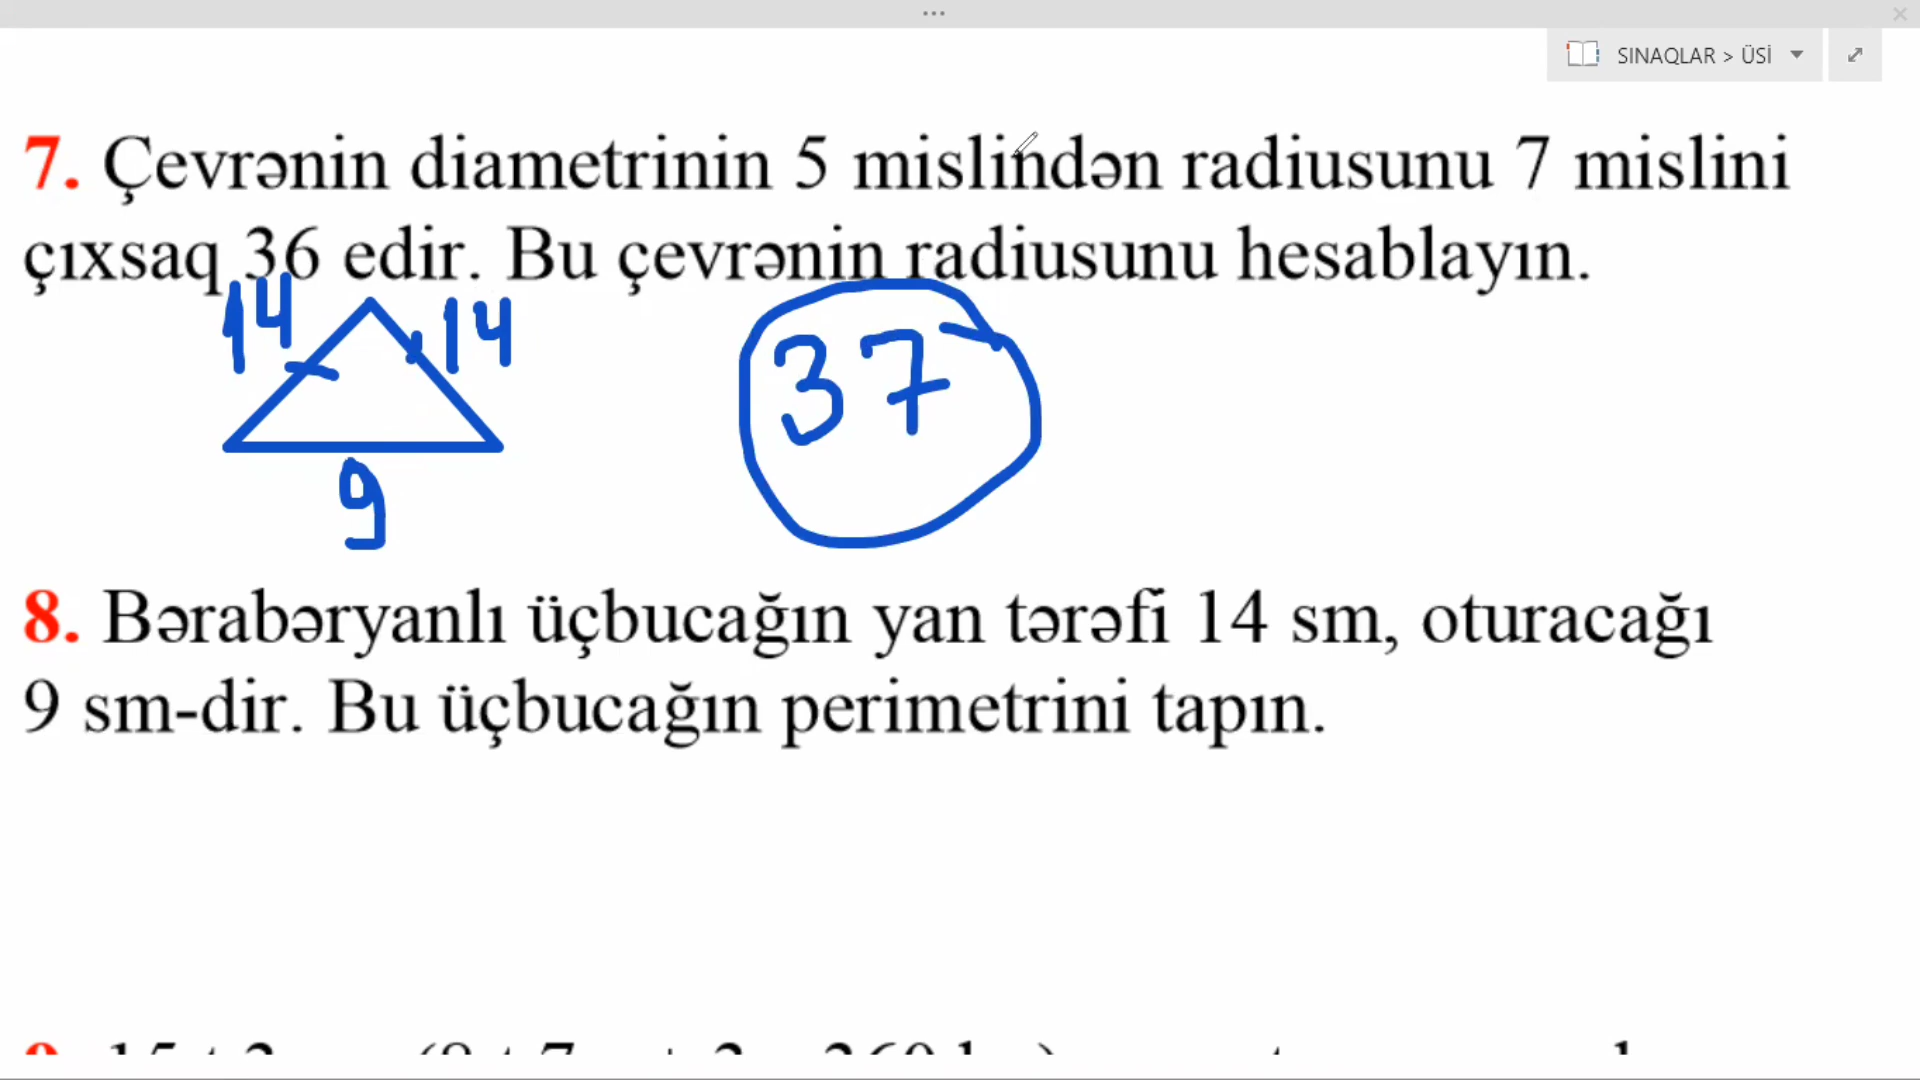 SINAQLAR > ÜSİ
7. Çevrənin diametrinin 5 mislindən radiusunu 7 mislini
çıxsaq 36 edir. Bu çevrənin radiusunu hesablayın.
14 14
37
9
8. Bərabəryanlı üçbucağın yan tərəfi 14 sm, oturacağı
9 sm-dir. Bu üçbucağın perimetrini tapın.